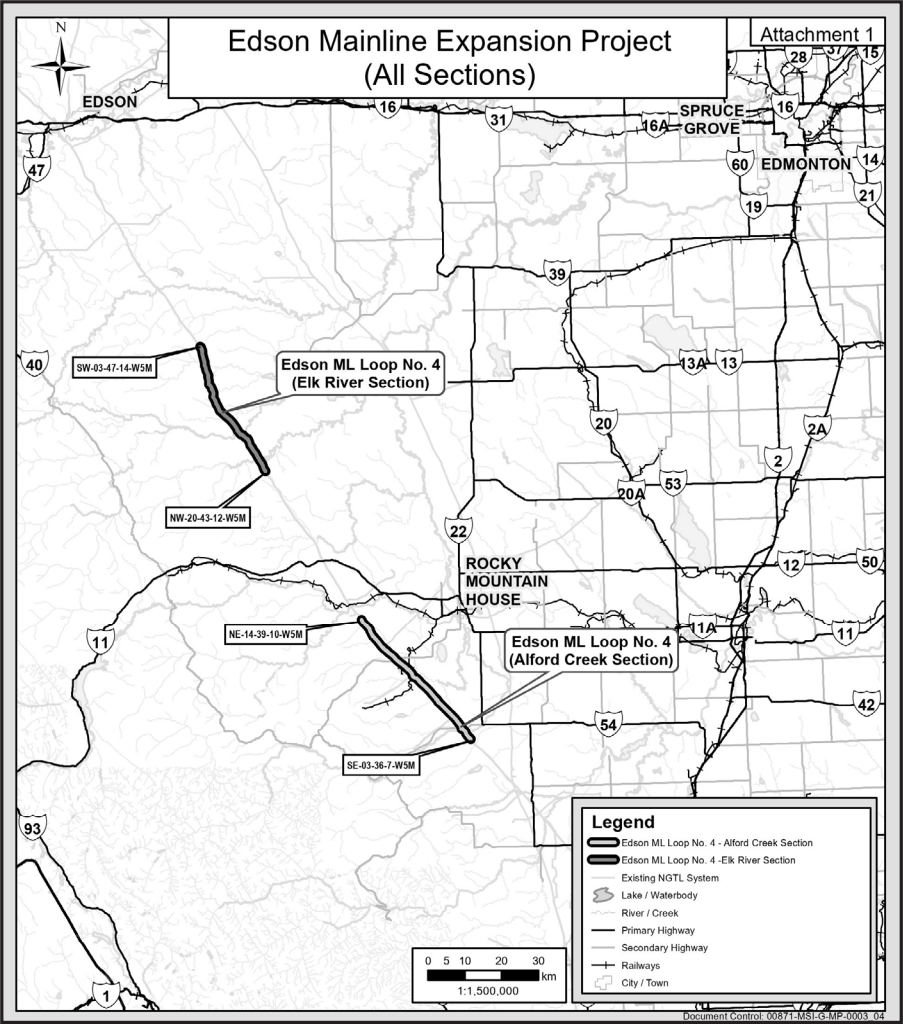 Edson Mainline Expansion Project
(All Sections)
Attachment 1
N
28
37
15
EDSON
16
31
16A
SPRUCE
GROVE
16
47
60
EDMONTON
14
21
19
39
40
SW-03-47-14-W5M
Edson ML Loop No. 4
(Elk River Section)
13A
13
20
2A
2
20A
53
NW-20-43-12-W5M
22
ROCKY
MOUNTAIN
HOUSE
12
50
NE-14-39-10-W5M
11
11A
11
Edson ML Loop No. 4
(Alford Creek Section)
42
54
SE-03-36-7-W5M
93
1
Legend
Edson ML Loop No. 4 - Alford Creek Section
Edson ML Loop No. 4 -Elk River Section
Existing NGTL System
Lake / Waterbody
River / Creek
Primary Highway
Secondary Highway
Railways
City / Town
0 5 10 20 30
km
1:1,500,000
Document Control: 00871-MSI-G-MP-0003_04